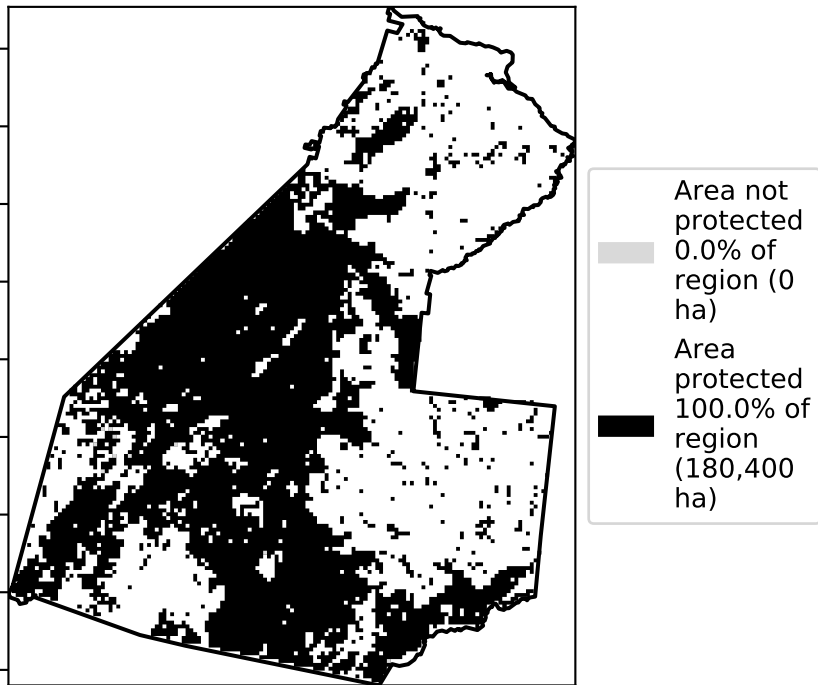 Area not
protected
0.0% of
region (0
ha)
Area
protected
100.0% of
region
(180,400
ha)